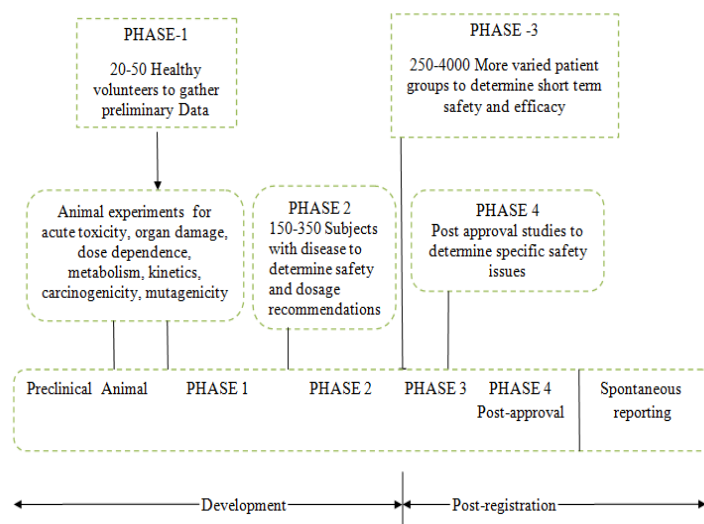 PHASE-1
20-50 Healthy
volunteers to gather
preliminary Data
PHASE -3
250-4000 More varied patient
groups to determine short term
safety and efficacy
Animal experiments for
acute toxicity, organ damage,
dose dependence,
metabolism, kinetics,
carcinogenicity, mutagenicity
PHASE 2
150-350 Subjects
with disease to
determine safety
and dosage
recommendations
PHASE 4
Post approval studies to
determine specific safety
issues
Preclinical Animal
PHASE 1
PHASE 2
PHASE 3
PHASE 4
Post-approval
Spontaneous
reporting
Development
Post-registration